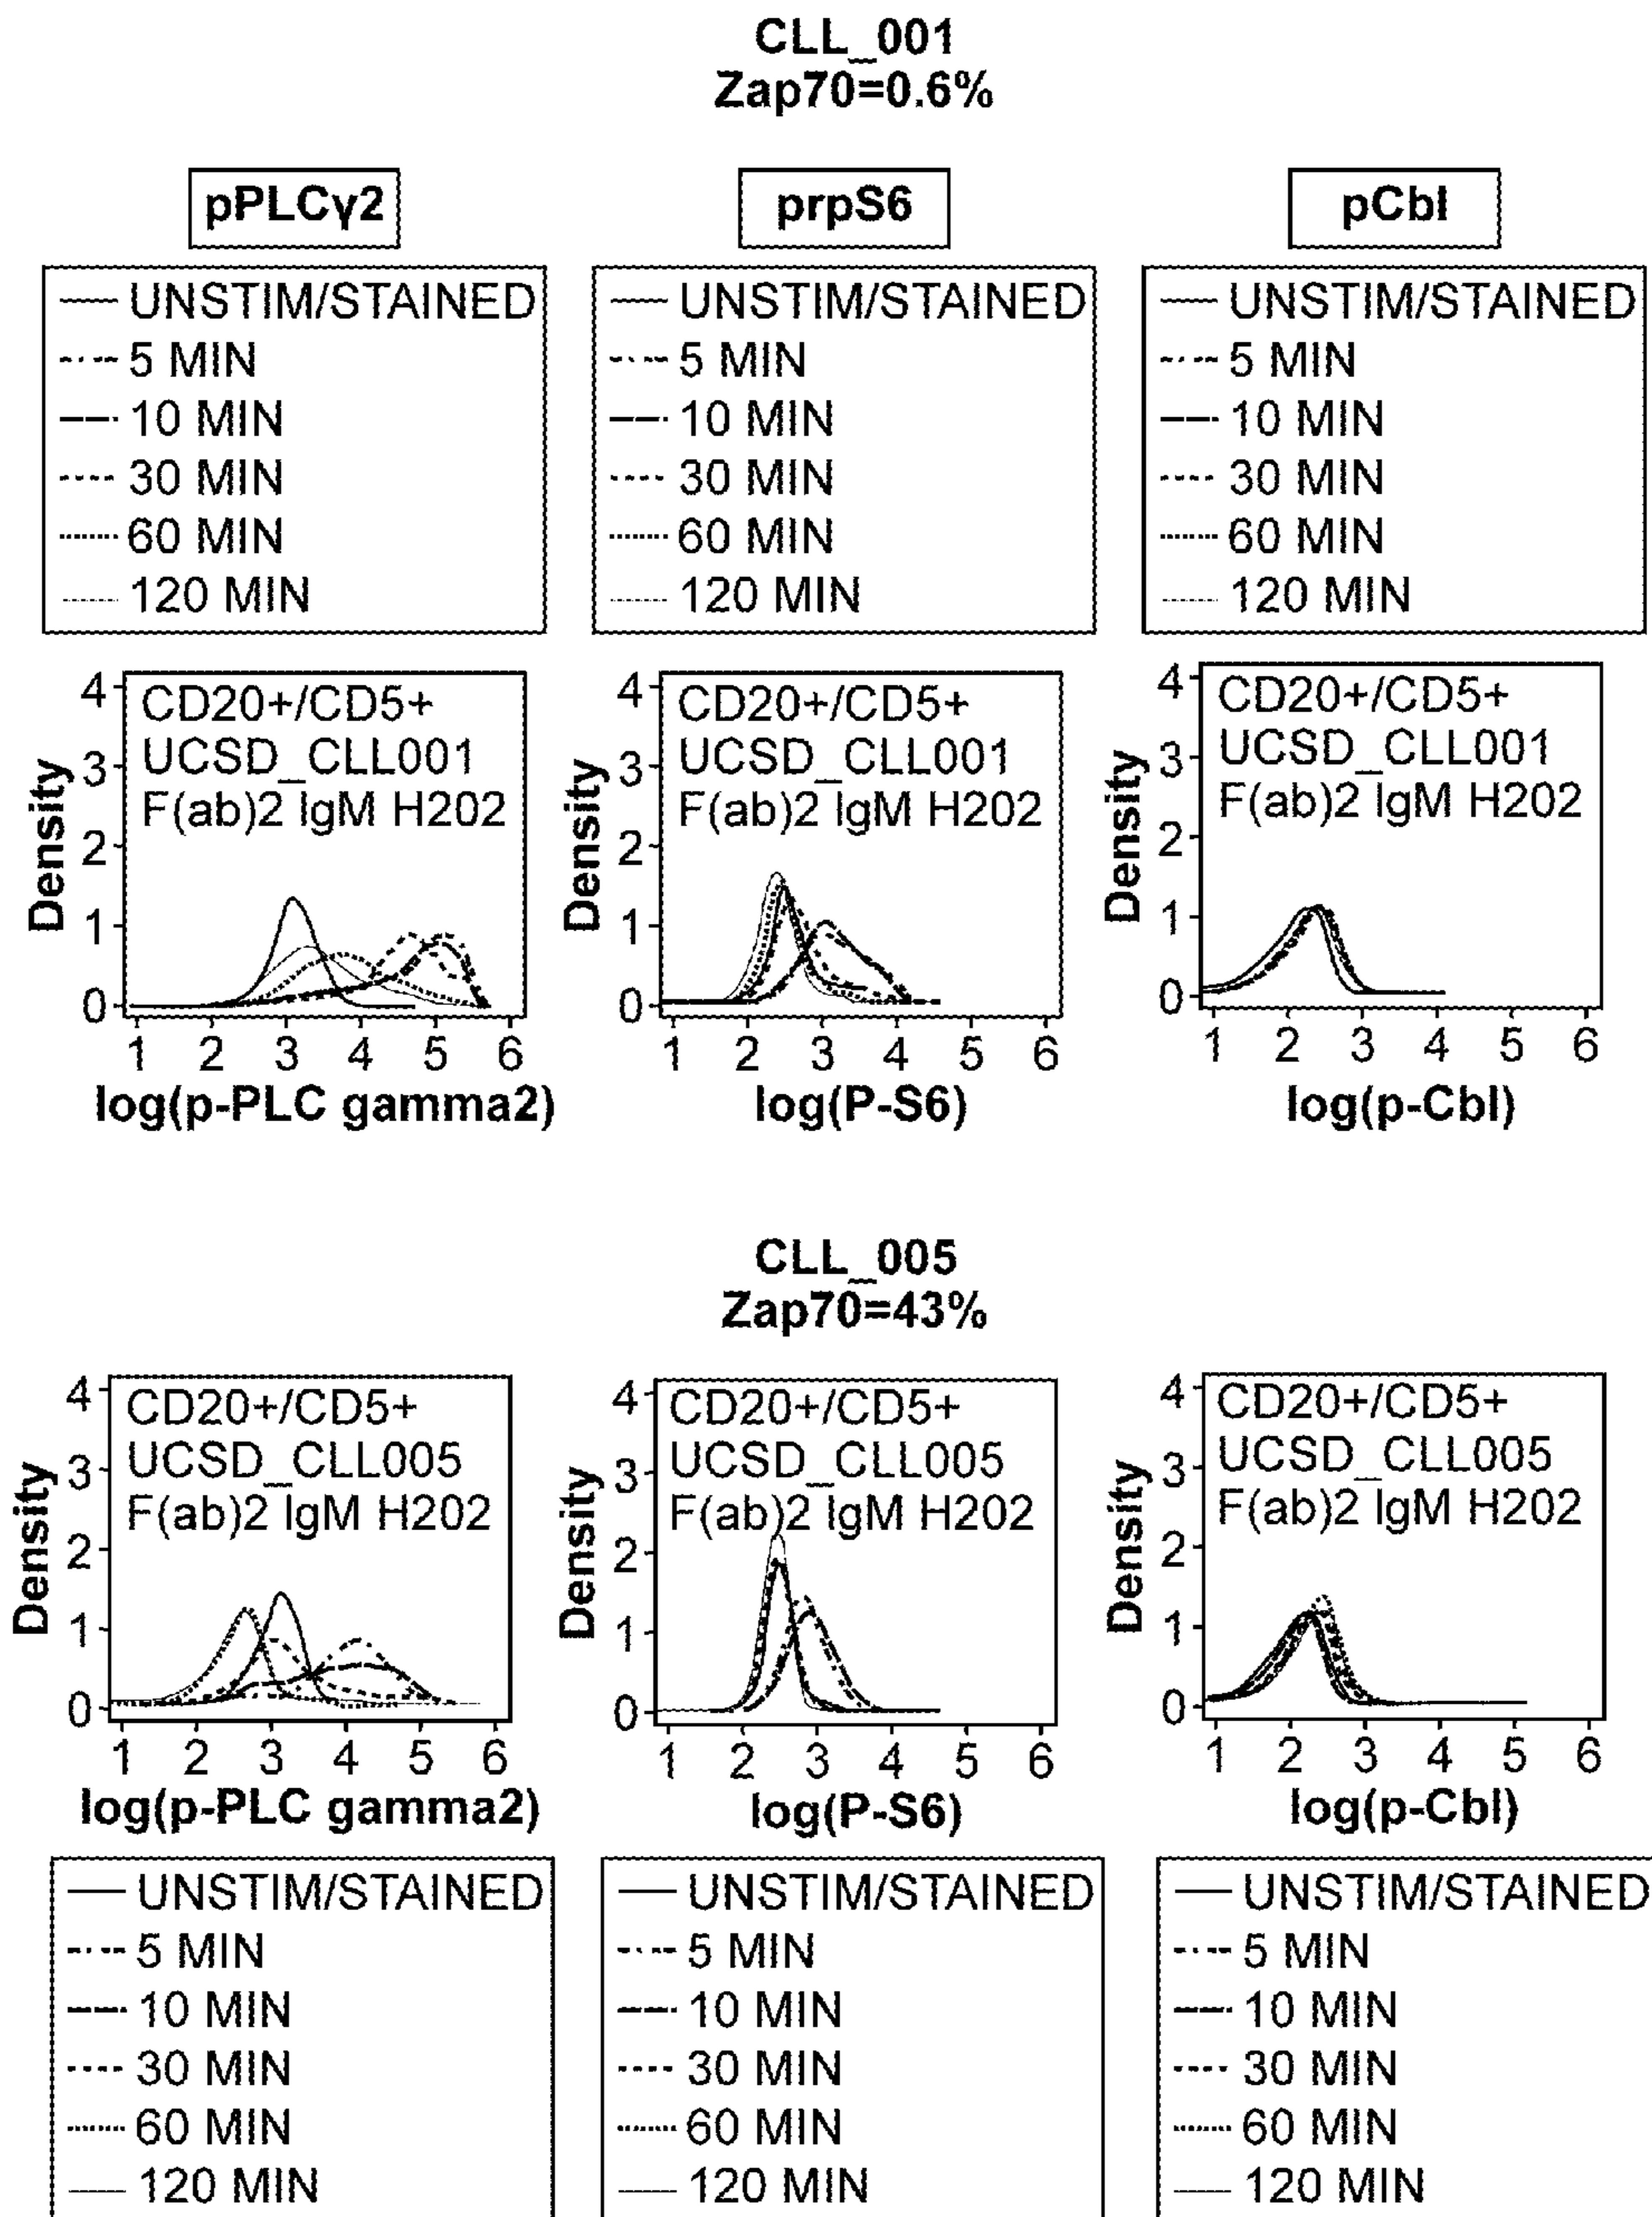 CLL_001
Zap70=0.6%
pPLCγ2
UNSTIM/STAINED
5 MIN
10 MIN
30 MIN
60 MIN
120 MIN
prpS6
UNSTIM/STAINED
5 MIN
10 MIN
30 MIN
60 MIN
120 MIN
pCbl
UNSTIM/STAINED
5 MIN
10 MIN
30 MIN
60 MIN
120 MIN
Density
4
3
2
1
0
CD20+/CD5+
UCSD_CLL001
F(ab)2 IgM H202
1 2 3 4 5 6
log(p-PLC gamma2)
Density
4
3
2
1
0
CD20+/CD5+
UCSD_CLL001
F(ab)2 IgM H202
1 2 3 4 5 6
log(P-S6)
Density
4
3
2
1
0
CD20+/CD5+
UCSD_CLL001
F(ab)2 IgM H202
1 2 3 4 5 6
log(p-Cbl)
CLL_005
Zap70=43%
Density
4
3
2
1
0
CD20+/CD5+
UCSD_CLL005
F(ab)2 IgM H202
1 2 3 4 5 6
log(p-PLC gamma2)
Density
4
3
2
1
0
CD20+/CD5+
UCSD_CLL005
F(ab)2 IgM H202
1 2 3 4 5 6
log(P-S6)
Density
4
3
2
1
0
CD20+/CD5+
UCSD_CLL005
F(ab)2 IgM H202
1 2 3 4 5 6
log(p-Cbl)
UNSTIM/STAINED
5 MIN
10 MIN
30 MIN
60 MIN
120 MIN
UNSTIM/STAINED
5 MIN
10 MIN
30 MIN
60 MIN
120 MIN
UNSTIM/STAINED
5 MIN
10 MIN
30 MIN
60 MIN
120 MIN